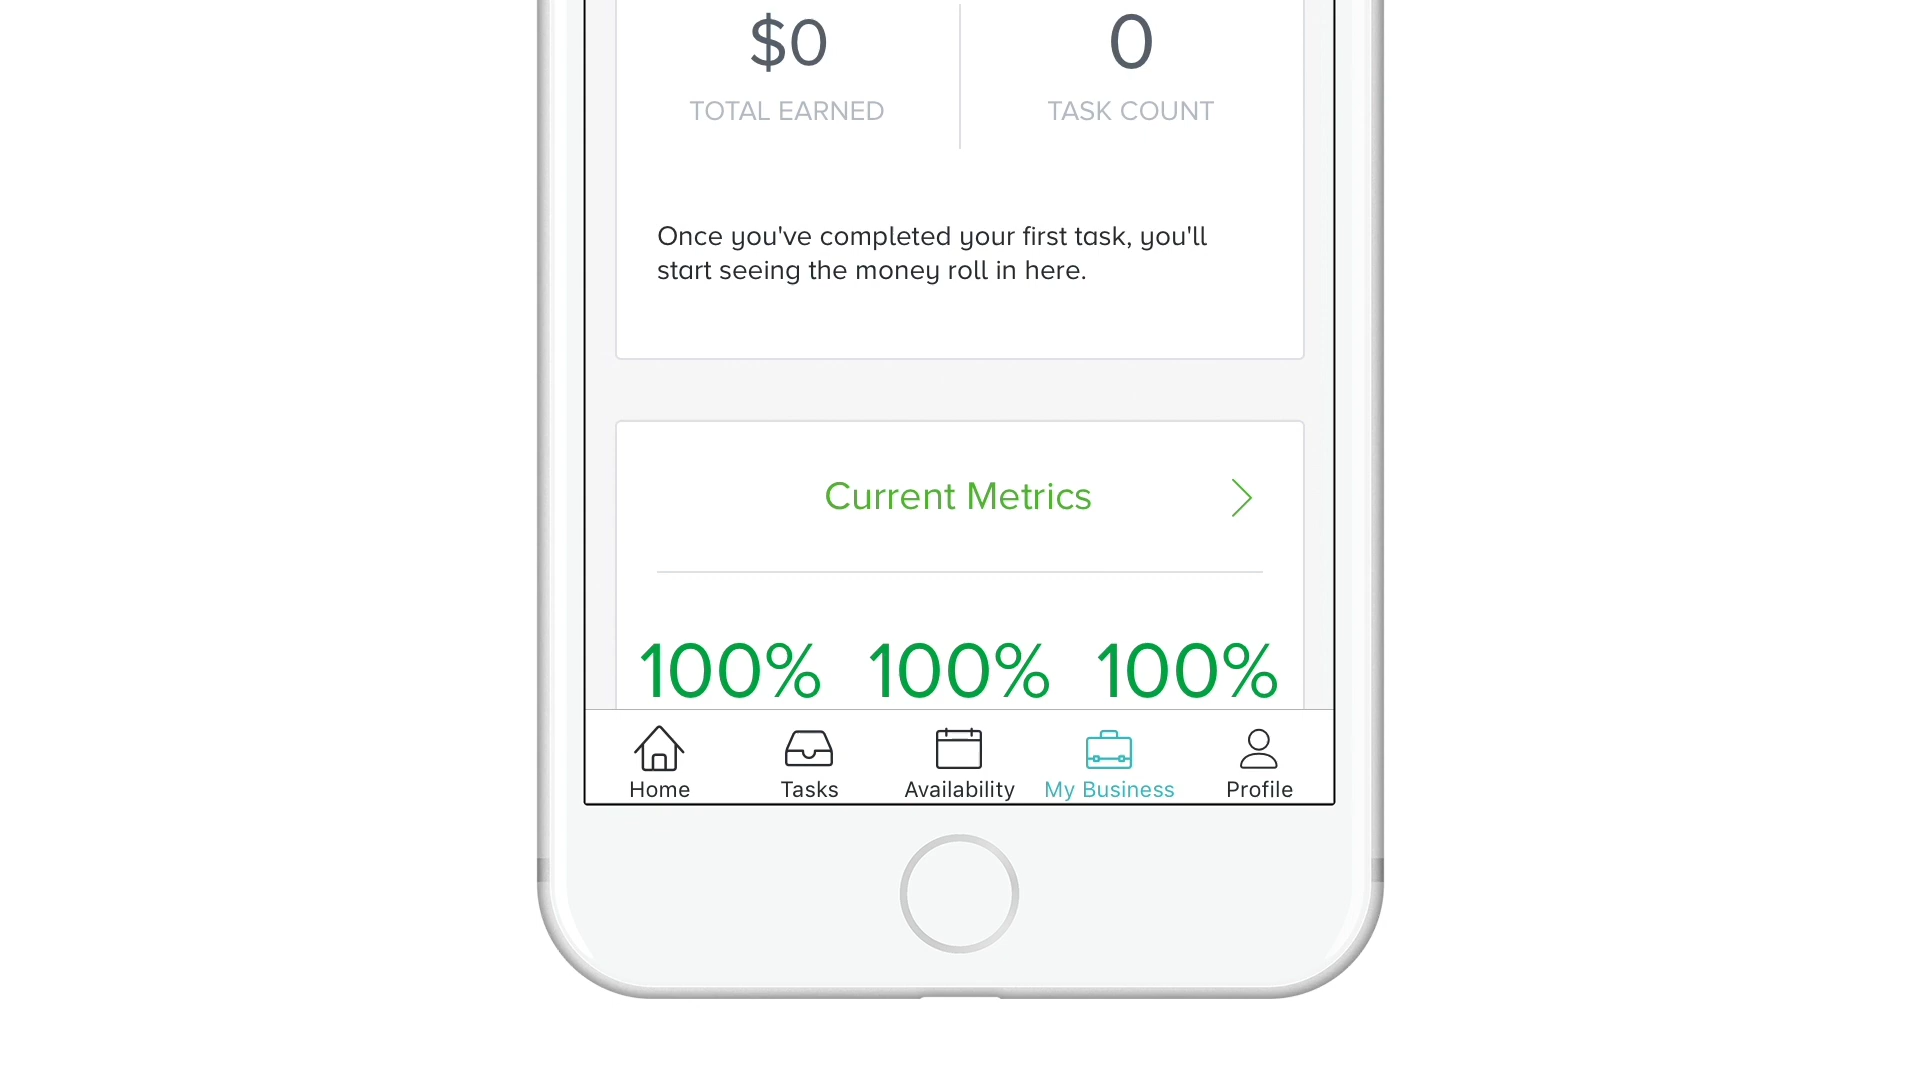 $0 0
TOTAL EARNED TASK COUNT
Once you've completed your first task, you'll
start seeing the money roll in here.
Current Metrics
100% 100% 100%
Home Tasks Availability My Business Profile